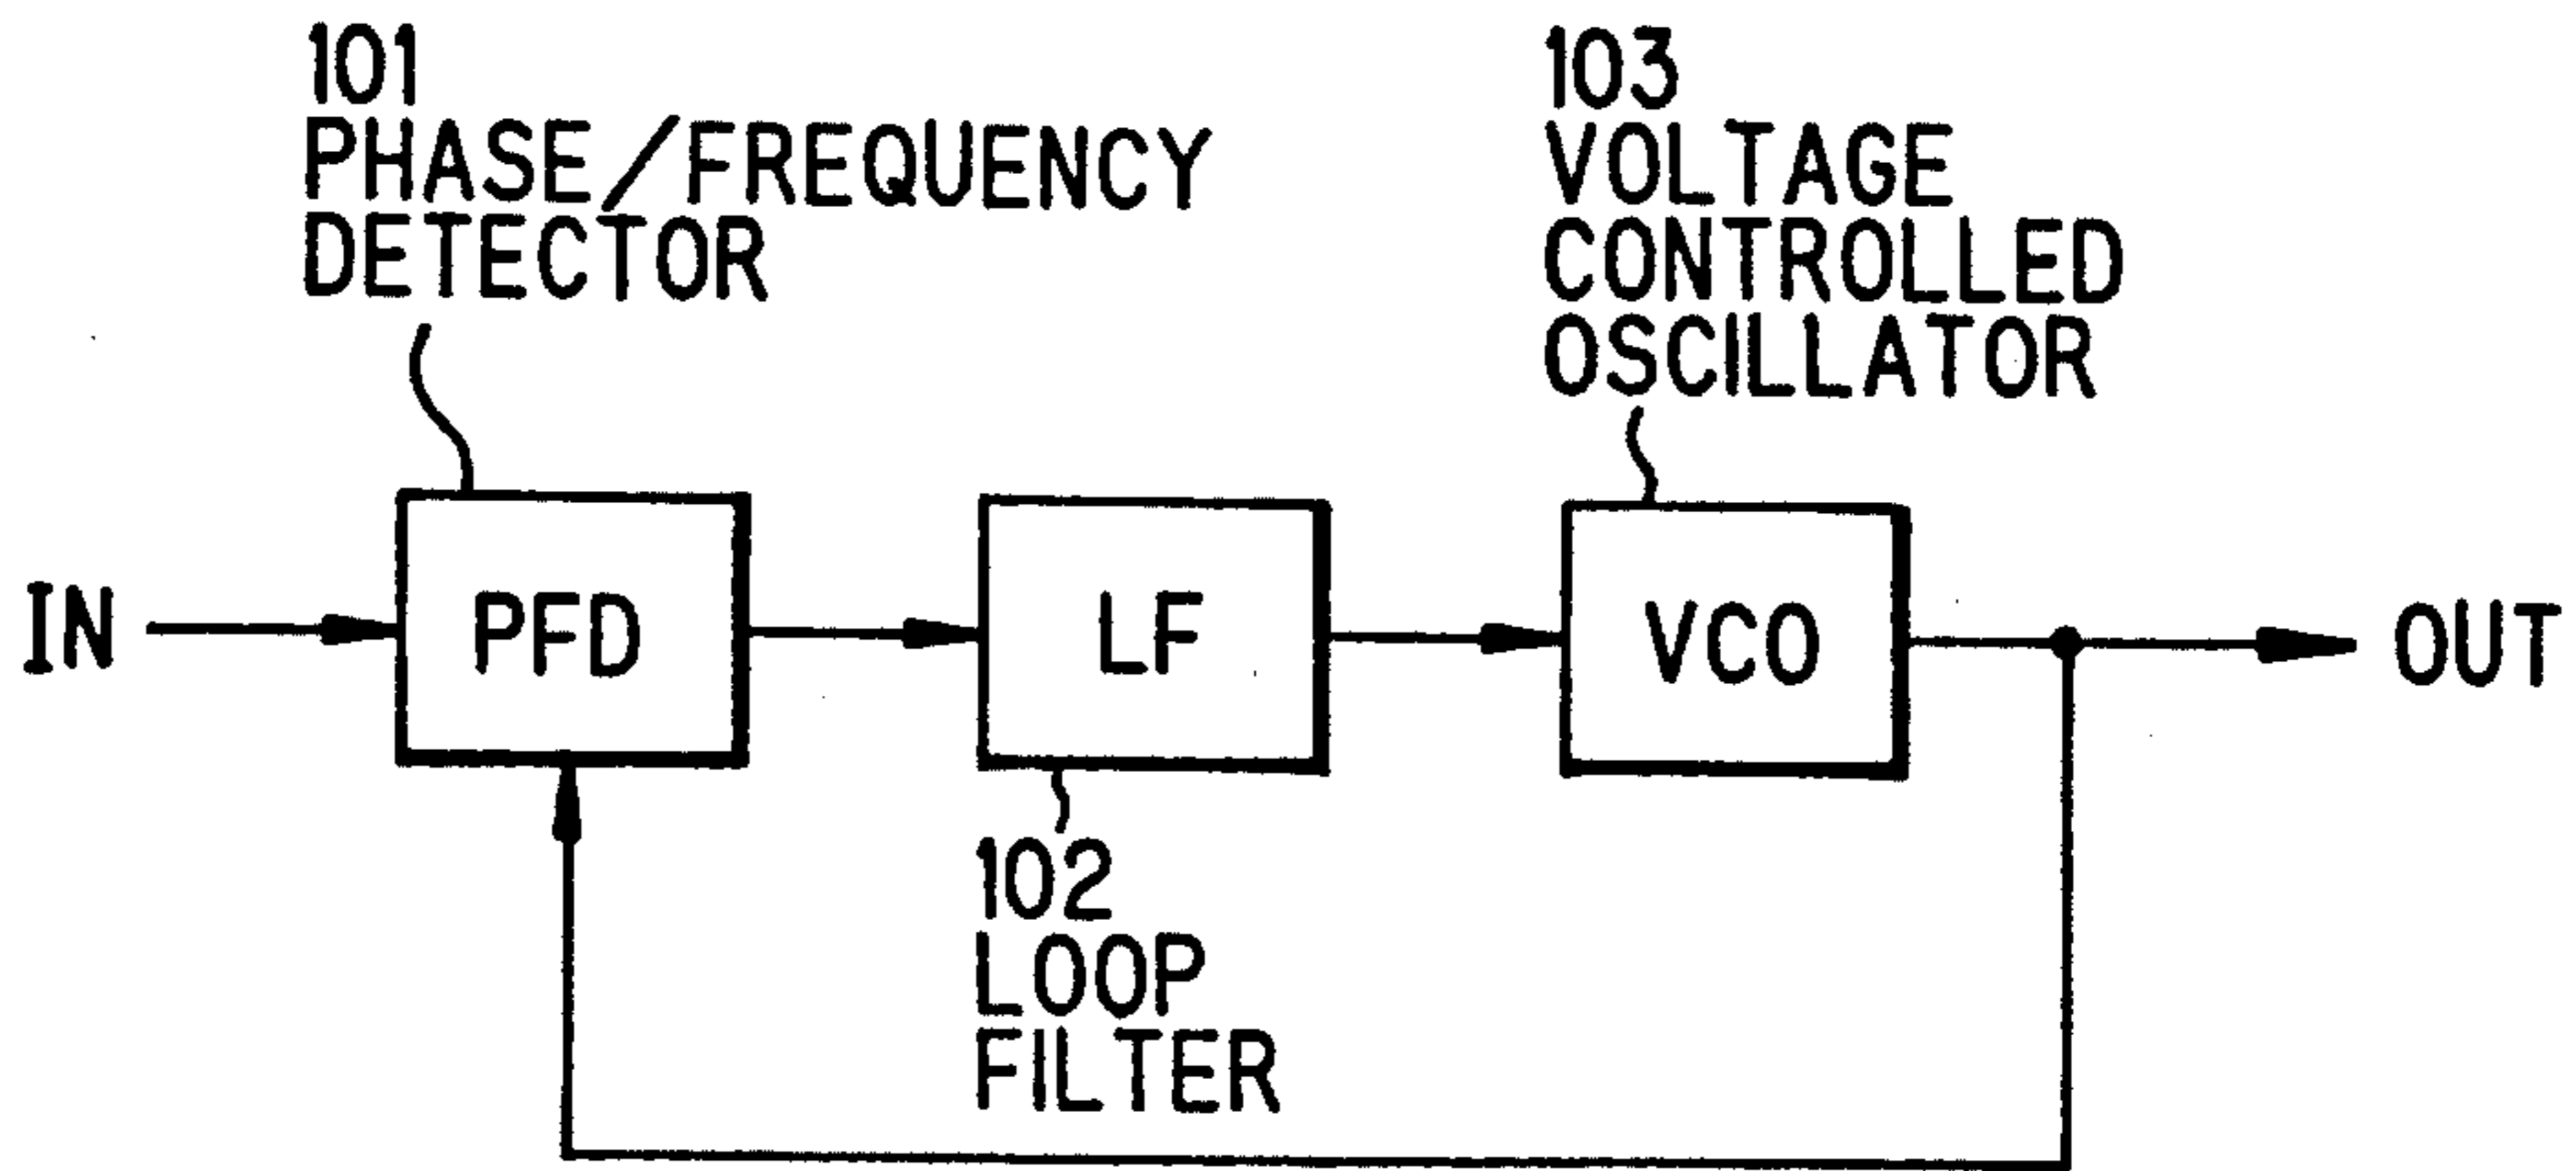 101
PHASE/FREQUENCY
DETECTOR
103
VOLTAGE
CONTROLLED
OSCILLATOR
IN
PFD
LF
VCO
OUT
102
LOOP
FILTER